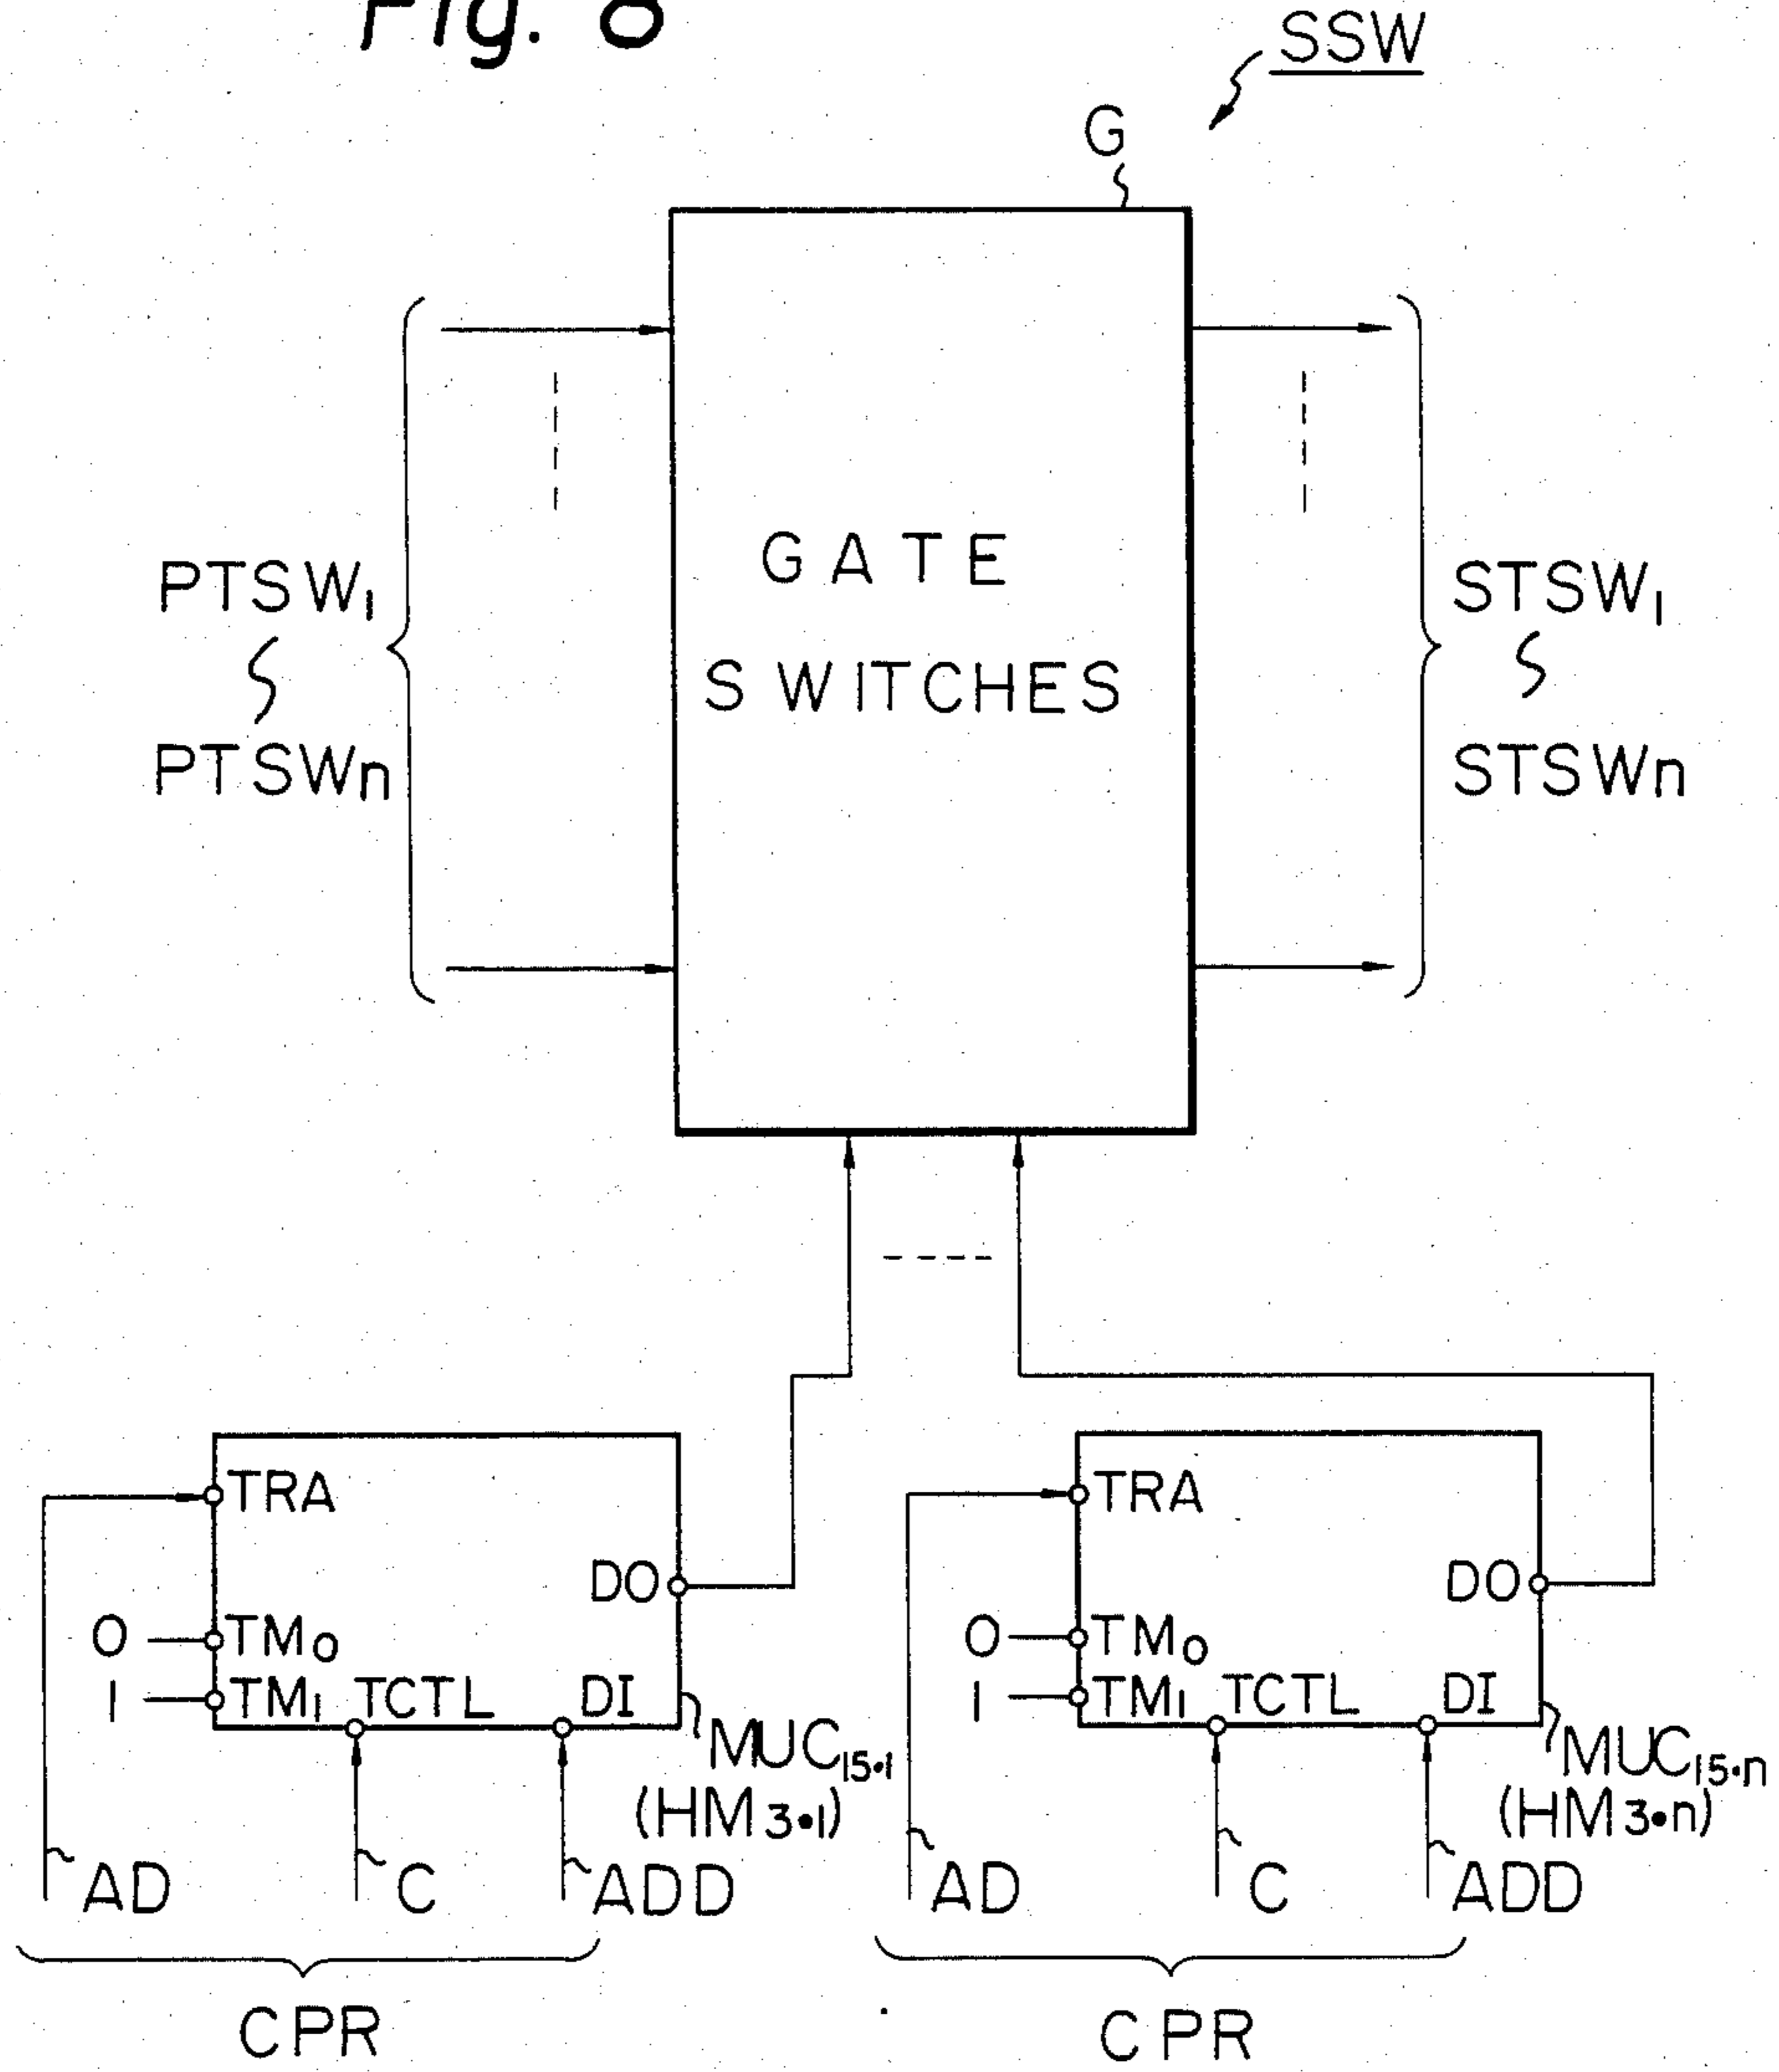 Fig. 8
SSW
G
GATE
SWITCHES
PTSW1
PTSWn
STSW1
STSWn
TRA
DO
0 TM0
1 TM1 TCTL DI
MUC15·1
(HM3·1)
AD C ADD
CPR
TRA
DO
0 TM0
1 TM1 TCTL DI
MUC15·n
(HM3·n)
AD C ADD
CPR